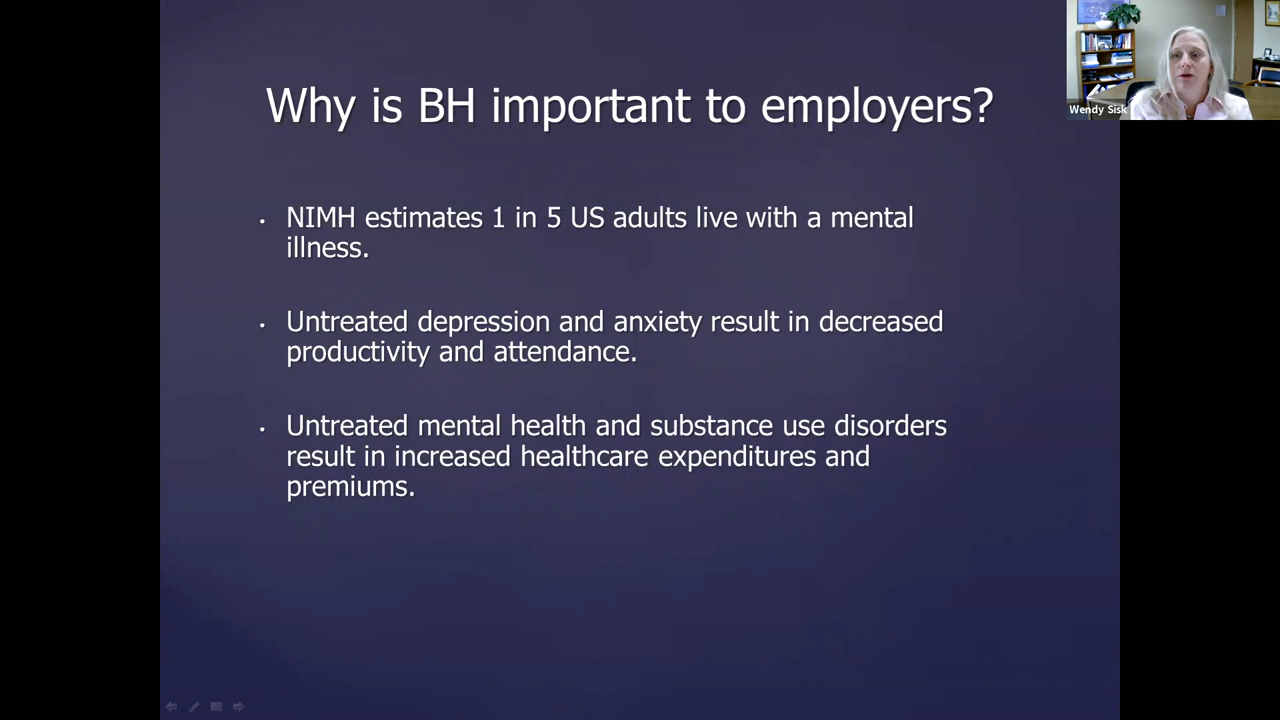 Why is BH important to employers?
Wendy Sisk
• NIMH estimates 1 in 5 US adults live with a mental
illness.
• Untreated depression and anxiety result in decreased
productivity and attendance.
• Untreated mental health and substance use disorders
result in increased healthcare expenditures and
premiums.